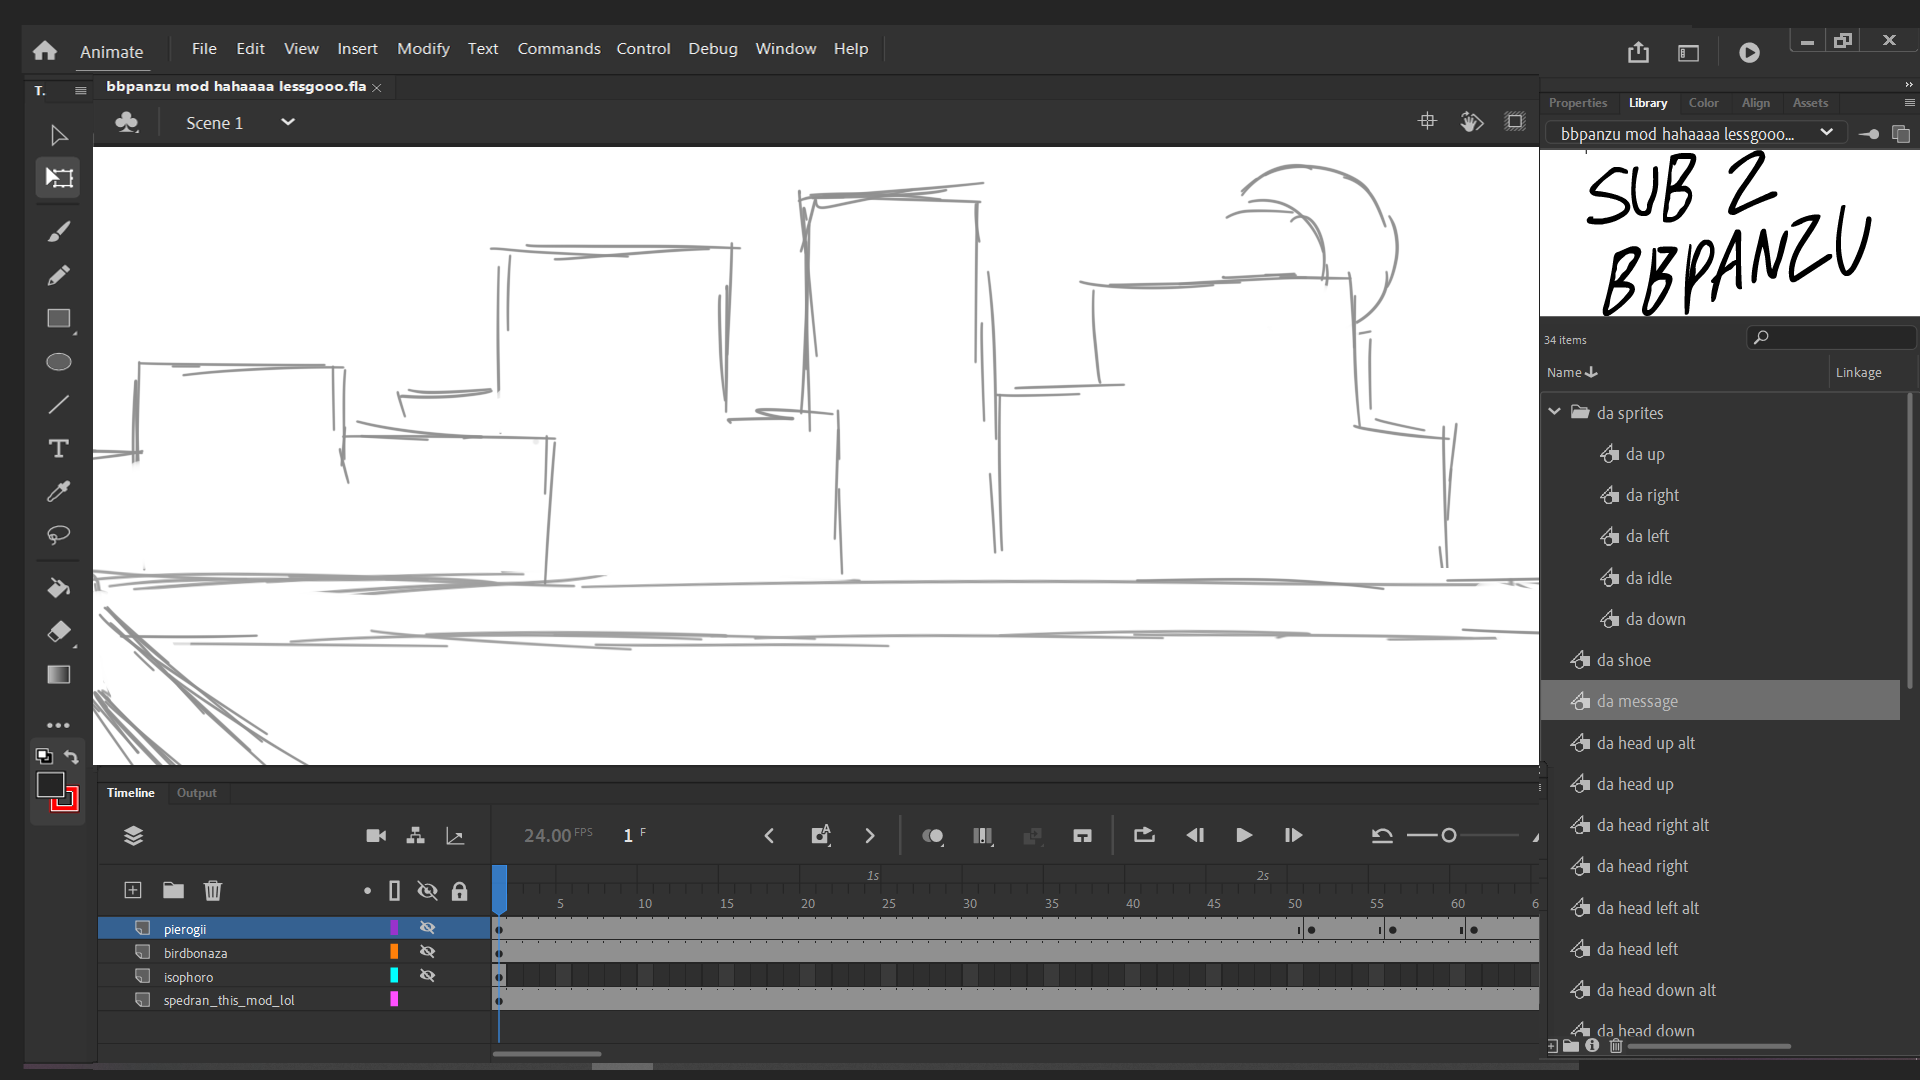 Animate File Edit View Insert Modify Text Commands Control Debug Window Help
T. bbpanzu mod hahaaaa lessgooo.fla
Scene 1
Properties Library Color Align Assets
bbpanzu mod hahaaaa lessgooo...
SUB 2
BBPANZU
34 items
Name Linkage
da sprites
da up
da right
da left
da idle
da down
da shoe
da message
da head up alt
da head up
da head right alt
da head right
da head left alt
da head left
da head down alt
da head down
Timeline Output
24.00 FPS 1 F
1s 2s
5 10 15 20 25 30 35 40 45 50 55 60 6
pierogii
birdbonaza
isophoro
spedran_this_mod_lol